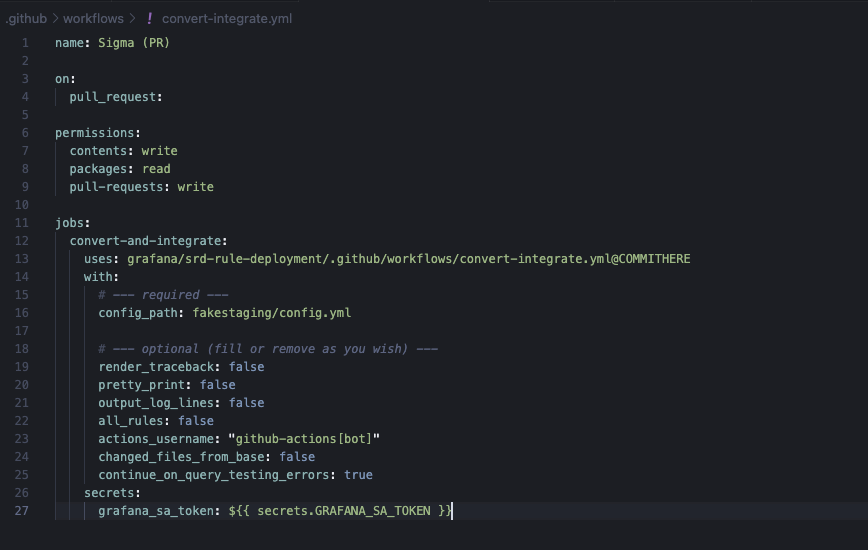 .github > workflows > ! convert-integrate.yml
1 name: Sigma (PR)
2
3 on:
4 pull_request:
5
6 permissions:
7 contents: write
8 packages: read
9 pull-requests: write
10
11 jobs:
12 convert-and-integrate:
13 uses: grafana/srd-rule-deployment/.github/workflows/convert-integrate.yml@COMMITHERE
14 with:
15 # --- required ---
16 config_path: fakestaging/config.yml
17
18 # --- optional (fill or remove as you wish) ---
19 render_traceback: false
20 pretty_print: false
21 output_log_lines: false
22 all_rules: false
23 actions_username: "github-actions[bot]"
24 changed_files_from_base: false
25 continue_on_query_testing_errors: true
26 secrets:
27 grafana_sa_token: ${{ secrets.GRAFANA_SA_TOKEN }}